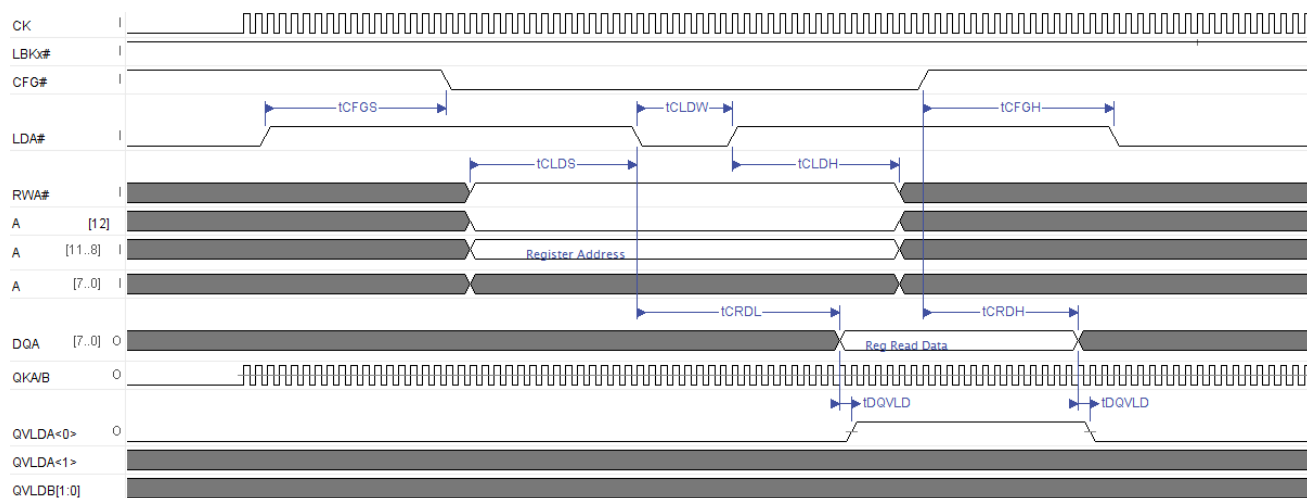 CK
LBKx# I
CFG# I
tCFGS tCLDW tCFGH
LDA# I
tCLDS tCLDH
RWA# I
A [12]
A [11..8] I Register Address
A [7..0] I
tCRDL tCRDH
DQA [7..0] O Reg Read Data
QKA/B O
tDQVLD tDQVLD
QVLDA<0> O
QVLDA<1>
QVLDB[1:0]